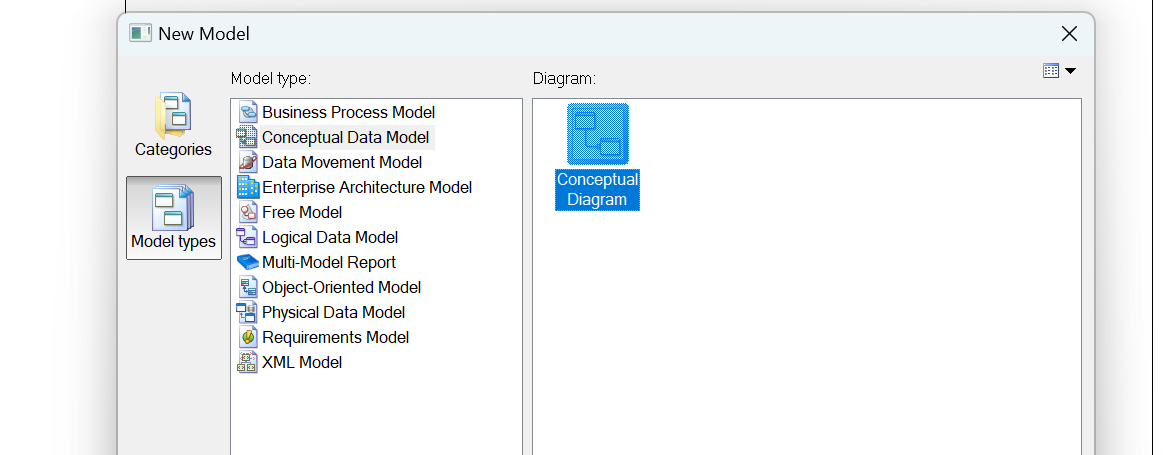 New Model
Model type:
Diagram:
Categories
Model types
Business Process Model
Conceptual Data Model
Data Movement Model
Enterprise Architecture Model
Free Model
Logical Data Model
Multi-Model Report
Object-Oriented Model
Physical Data Model
Requirements Model
XML Model
Conceptual
Diagram